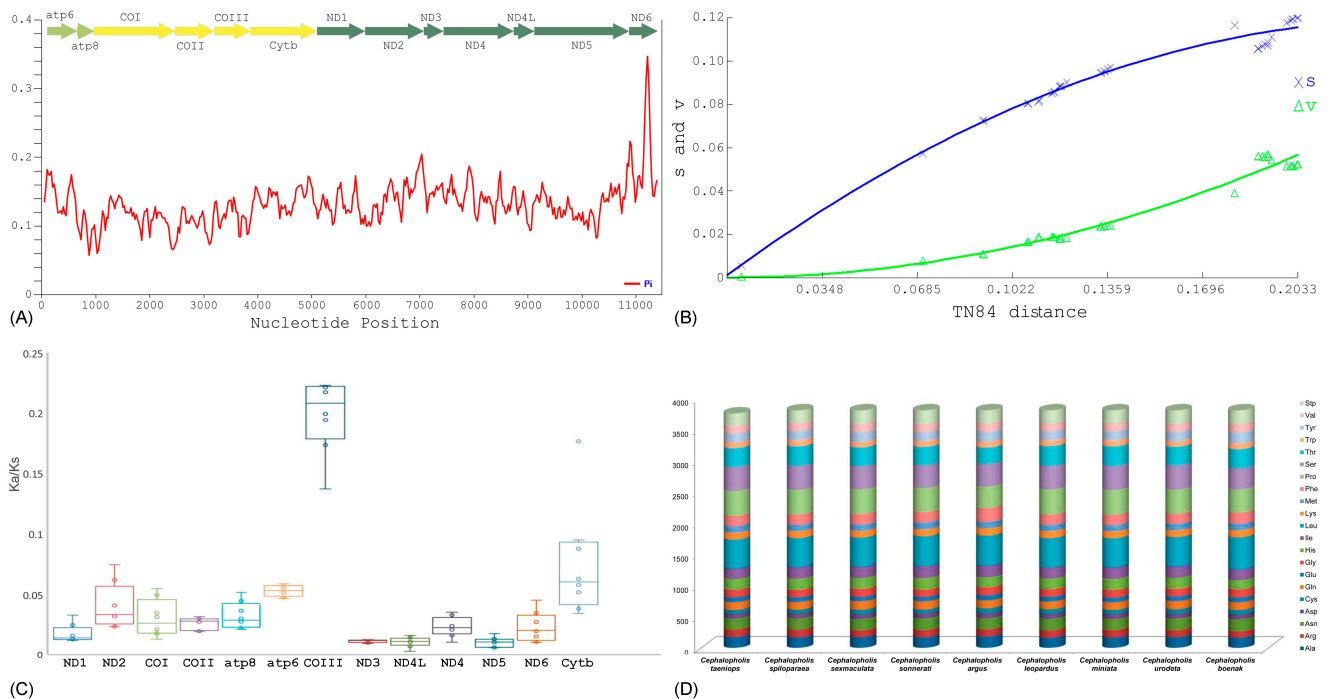 atp6 COI COIII ND1 ND3 ND4L ND6
atp8 COII Cytb ND2 ND4 ND5
0.4
0.3
0.2
0.1
0
Pi
0 1000 2000 3000 4000 5000 6000 7000 8000 9000 10000 11000
Nucleotide Position
(A)
0.12
0.10
0.08
0.06
0.04
0.02
0
s and v
S
V
0.0348 0.0685 0.1022 0.1359 0.1696 0.2033
TN84 distance
(B)
0.25
0.2
0.15
0.1
0.05
0
Ka/Ks
ND1 ND2 COI COII atp8 atp6 COIII ND3 ND4L ND4 ND5 ND6 Cytb
(C)
4000
3500
3000
2500
2000
1500
1000
500
0
Cephalopholis taeniops
Cephalopholis spiloparaea
Cephalopholis sexmaculata
Cephalopholis sonnerati
Cephalopholis argus
Cephalopholis leopardus
Cephalopholis miniata
Cephalopholis urodeta
Cephalopholis boenak
Stp
Val
Tyr
Trp
Thr
Ser
Pro
Phe
Met
Lys
Leu
Ile
His
Gly
Glu
Gln
Cys
Asp
Asn
Arg
Ala
(D)